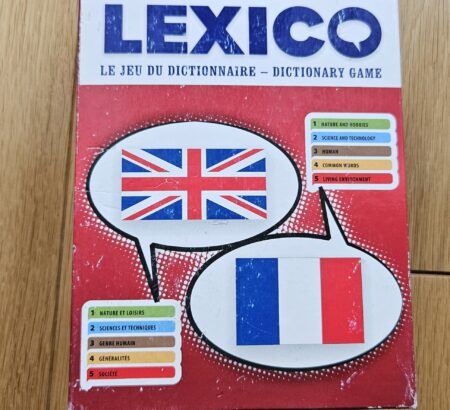 LEXICO
LE JEU DU DICTIONNAIRE – DICTIONARY GAME
1 NATURE AND HOBBIES
2 SCIENCE AND TECHNOLOGY
3 HUMAN
4 COMMON WORDS
5 LIVING ENRICHMENT
1 NATURE ET LOISIRS
2 SCIENCES ET TECHNIQUES
3 GENRE HUMAIN
4 GÉNÉRALITÉS
5 SOCIÉTÉ